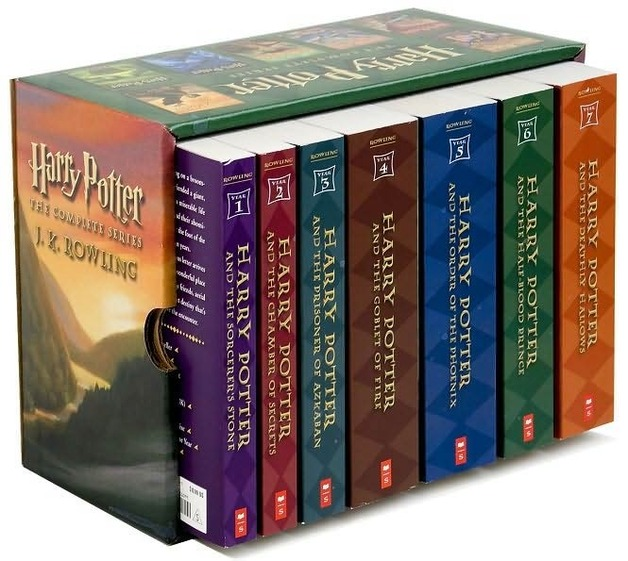 Harry Potter
Harry Potter
THE COMPLETE SERIES
J. K. ROWLING
ROWLING
YEAR
1
HARRY POTTER
AND THE SORCERER'S STONE
S
ROWLING
YEAR
2
HARRY POTTER
AND THE CHAMBER OF SECRETS
S
ROWLING
YEAR
3
HARRY POTTER
AND THE PRISONER OF AZKABAN
S
ROWLING
YEAR
4
HARRY POTTER
AND THE GOBLET OF FIRE
S
ROWLING
YEAR
5
HARRY POTTER
AND THE ORDER OF THE PHOENIX
S
ROWLING
YEAR
6
HARRY POTTER
AND THE HALF-BLOOD PRINCE
S
ROWLING
YEAR
7
HARRY POTTER
AND THE DEATHLY HALLOWS
S